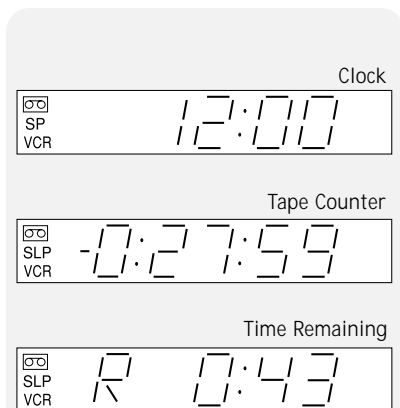 Clock
SP
VCR
12:00
Tape Counter
SLP
VCR
-0:27:59
Time Remaining
SLP
VCR
R 0:43